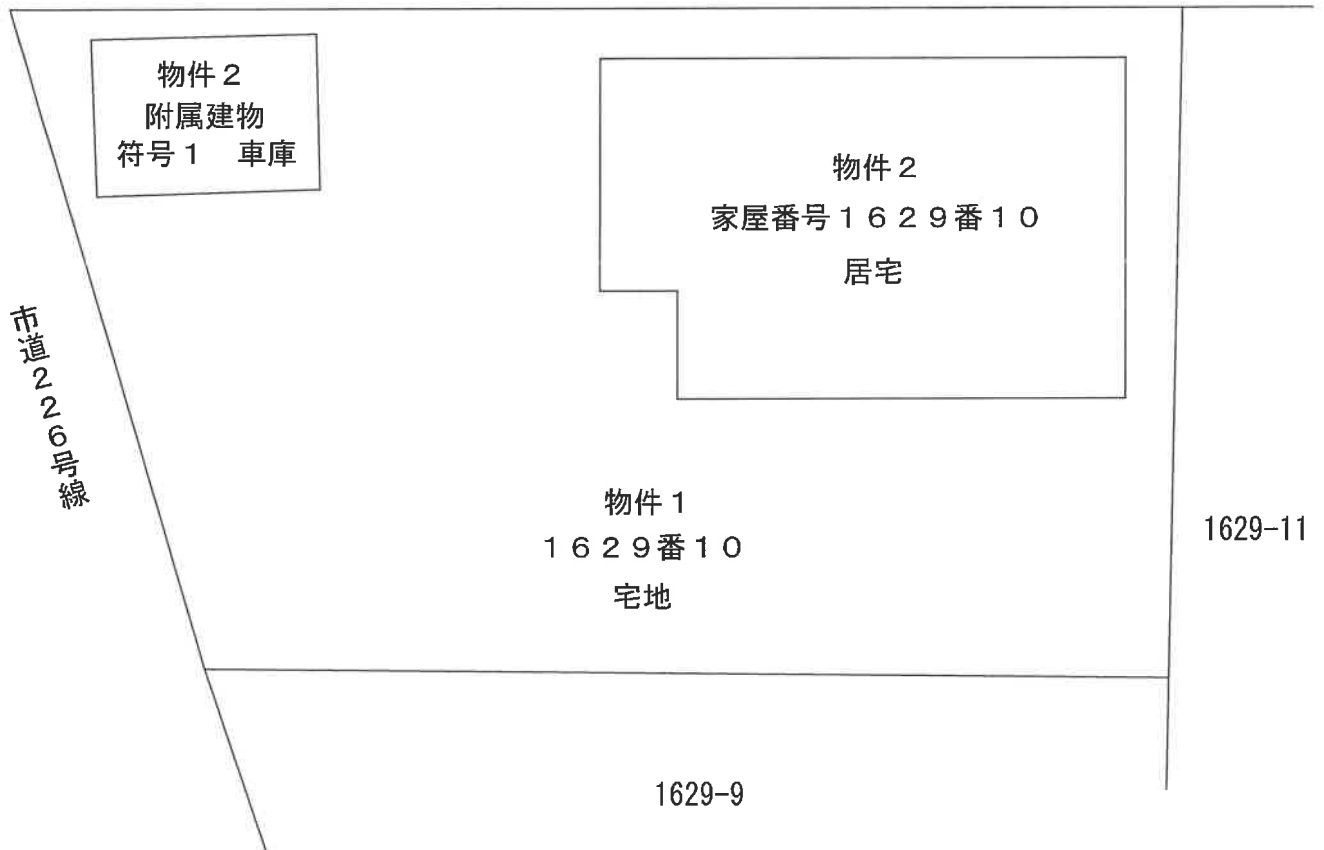 物件２
附属建物
符号１　車庫
物件２
家屋番号１６２９番１０
居宅
市道２２６号線
物件１
１６２９番１０
宅地
1629-11
1629-9